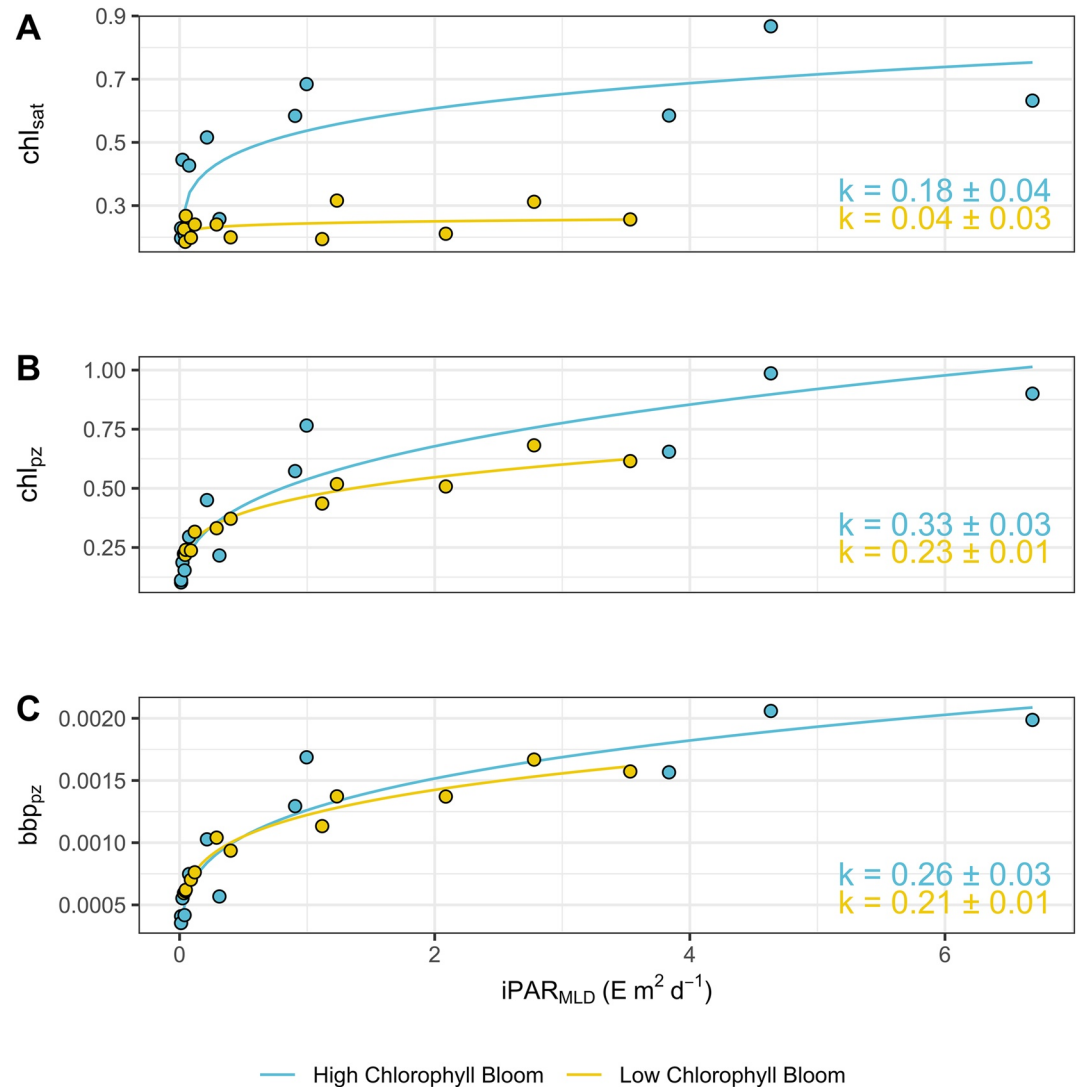 A
0.9
0.7
0.5
0.3
chlsat
k = 0.18 ± 0.04
k = 0.04 ± 0.03
B
1.00
0.75
0.50
0.25
chlpz
k = 0.33 ± 0.03
k = 0.23 ± 0.01
C
0.0020
0.0015
0.0010
0.0005
bbppz
k = 0.26 ± 0.03
k = 0.21 ± 0.01
0 2 4 6
iPARMLD (E m² d⁻¹)
High Chlorophyll Bloom Low Chlorophyll Bloom